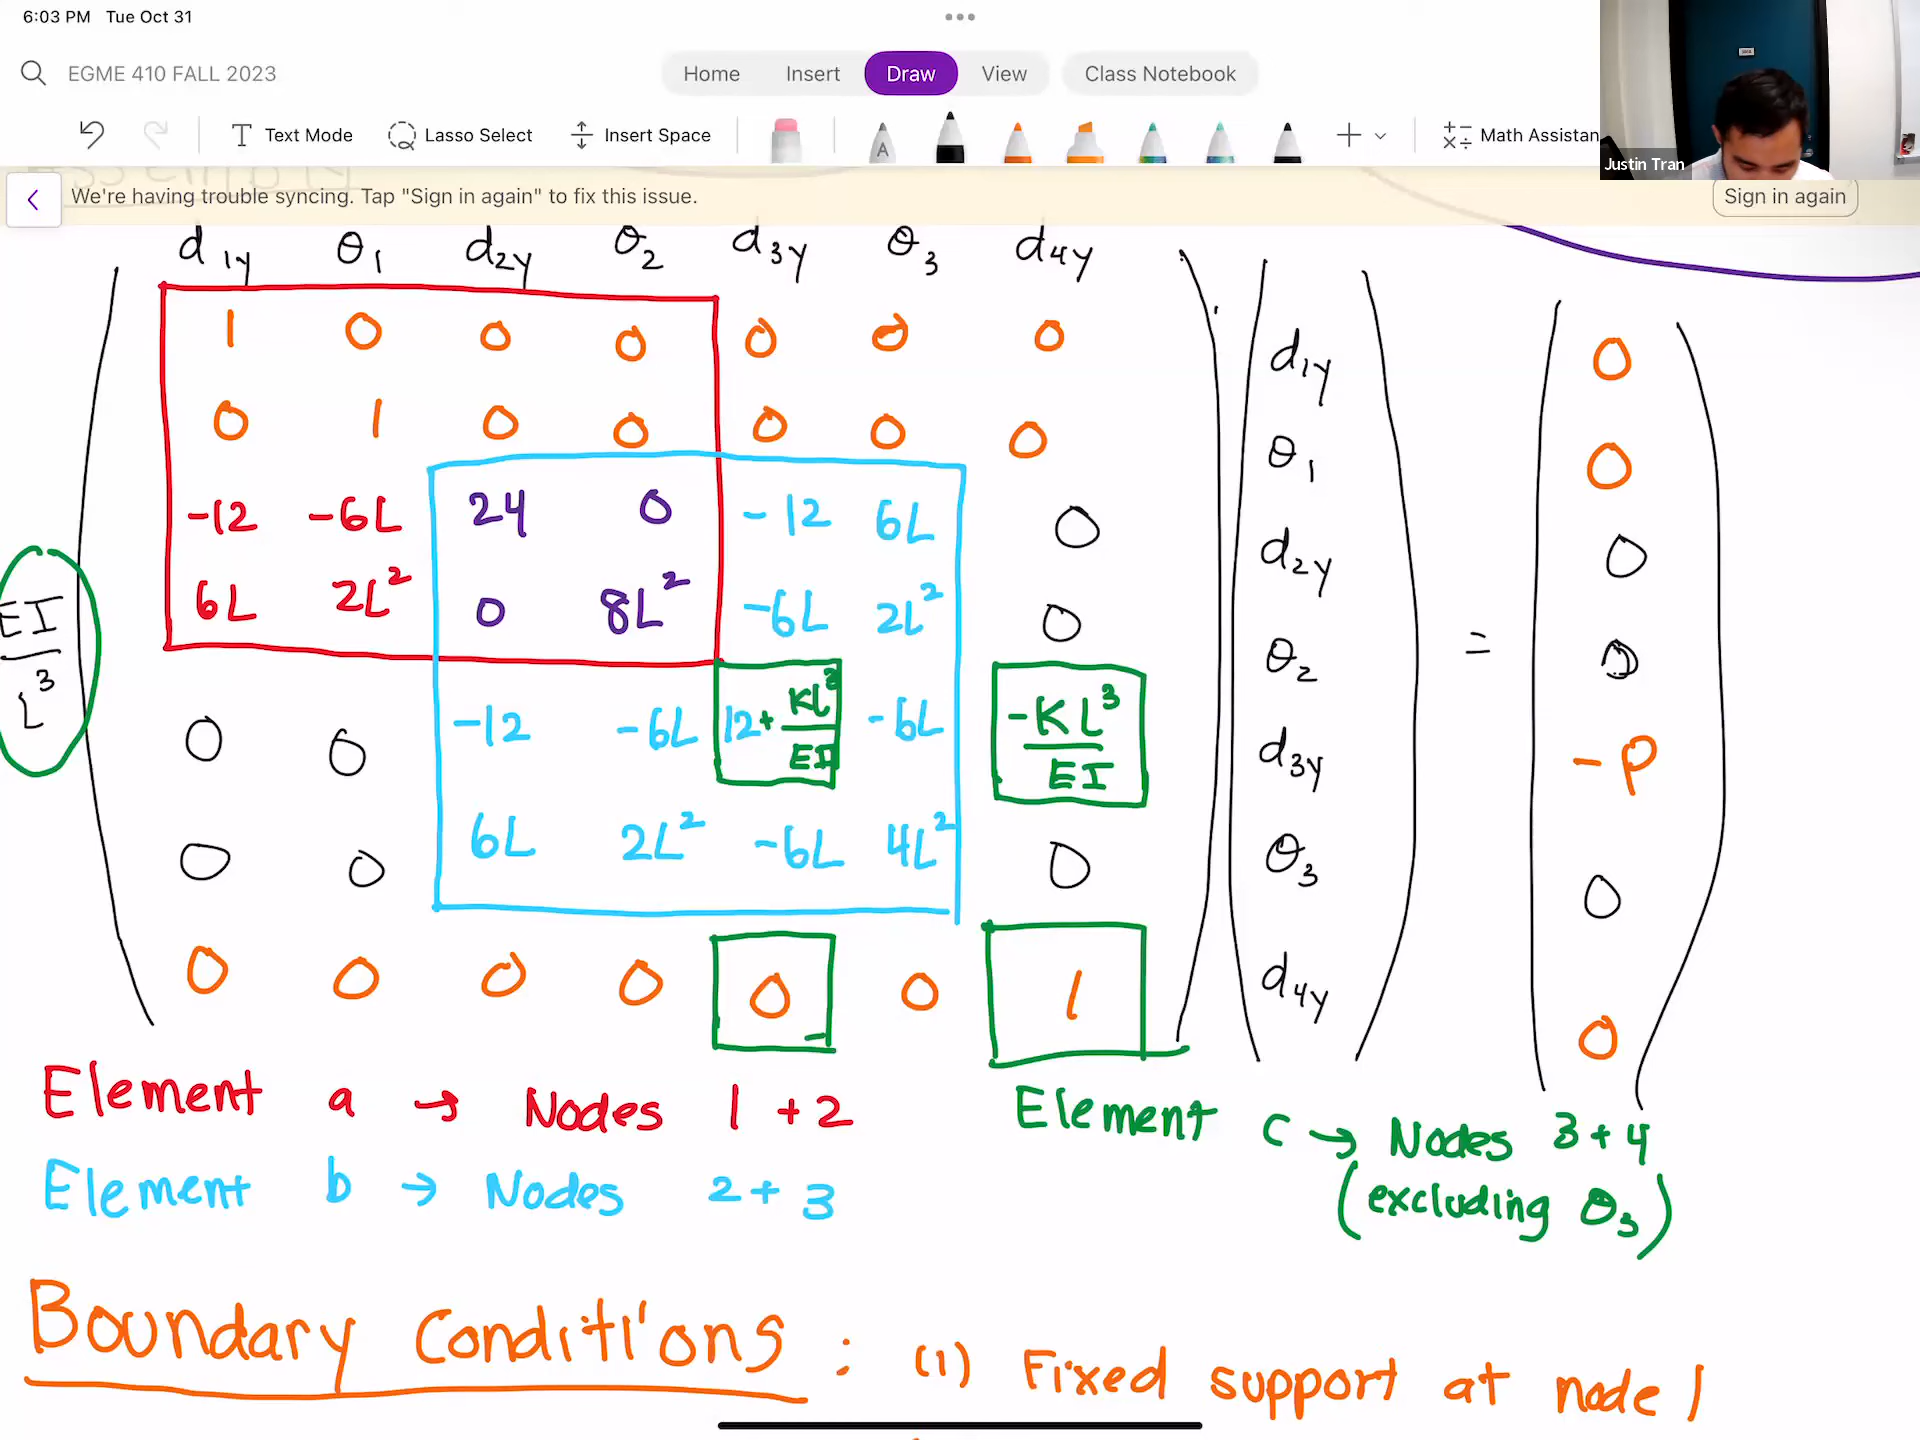 6:03 PM Tue Oct 31
EGME 410 FALL 2023
Home Insert Draw View Class Notebook
Text Mode Lasso Select Insert Space Math Assistan
Justin Tran
We're having trouble syncing. Tap "Sign in again" to fix this issue. Sign in again
d1y θ1 d2y θ2 d3y θ3 d4y
1 0 0 0 0 0 0 d1y 0
0 1 0 0 0 0 0 θ1 0
-12 -6L 24 0 -12 6L 0 d2y 0
6L 2L² 0 8L² -6L 2L² 0 θ2 = 0
EI/L³
0 0 -12 -6L 12+ KL³/EI -6L -KL³/EI d3y -P
0 0 6L 2L² -6L 4L² 0 θ3 0
0 0 0 0 0 0 1 d4y 0
Element a → Nodes 1 + 2
Element b → Nodes 2 + 3
Element c → Nodes 3 + 4
(excluding θ3)
Boundary Conditions : (1) Fixed support at node 1